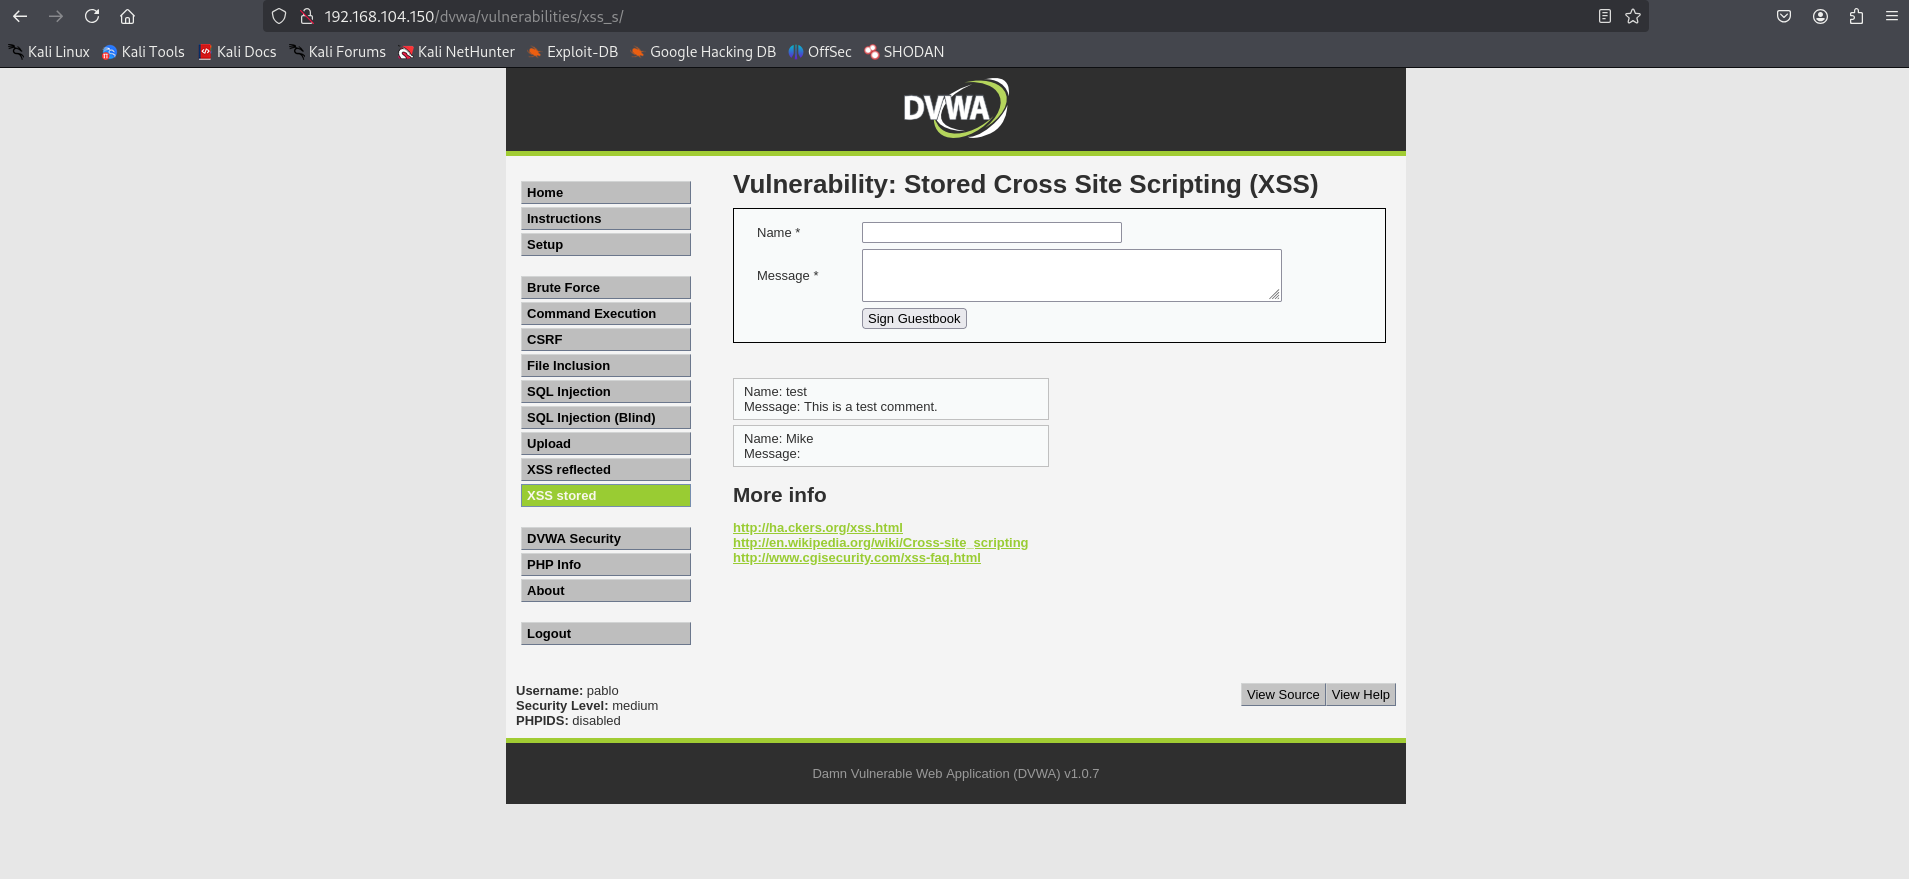 192.168.104.150/dvwa/vulnerabilities/xss_s/
Kali Linux Kali Tools Kali Docs Kali Forums Kali NetHunter Exploit-DB Google Hacking DB OffSec SHODAN
DVWA
Home
Instructions
Setup
Brute Force
Command Execution
CSRF
File Inclusion
SQL Injection
SQL Injection (Blind)
Upload
XSS reflected
XSS stored
DVWA Security
PHP Info
About
Logout
Vulnerability: Stored Cross Site Scripting (XSS)
Name *
Message *
Sign Guestbook
Name: test
Message: This is a test comment.
Name: Mike
Message:
More info
http://ha.ckers.org/xss.html
http://en.wikipedia.org/wiki/Cross-site_scripting
http://www.cgisecurity.com/xss-faq.html
Username: pablo
Security Level: medium
PHPIDS: disabled
View Source View Help
Damn Vulnerable Web Application (DVWA) v1.0.7